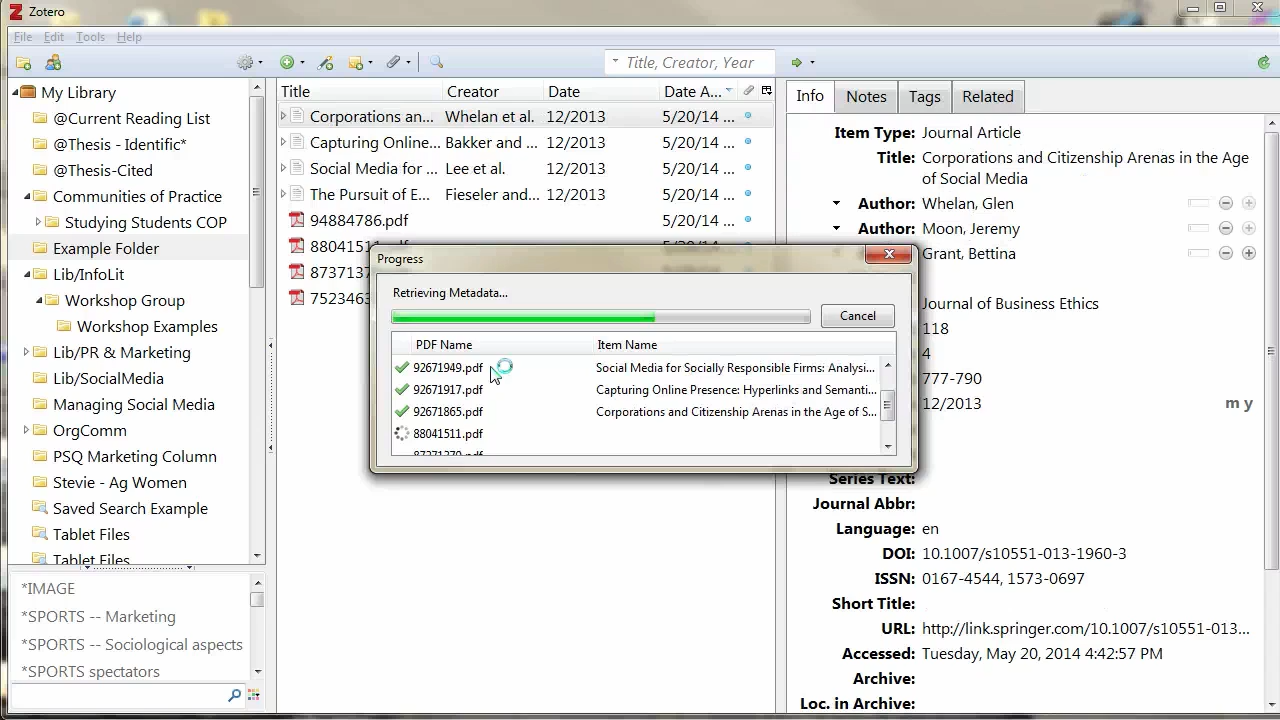 Zotero
File Edit Tools Help
Title, Creator, Year
My Library
@Current Reading List
@Thesis - Identific*
@Thesis-Cited
Communities of Practice
Studying Students COP
Example Folder
Lib/InfoLit
Workshop Group
Workshop Examples
Lib/PR & Marketing
Lib/SocialMedia
Managing Social Media
OrgComm
PSQ Marketing Column
Stevie - Ag Women
Saved Search Example
Tablet Files
Tablet Files
*IMAGE
*SPORTS -- Marketing
*SPORTS -- Sociological aspects
*SPORTS spectators
Title Creator Date Date A...
Corporations an... Whelan et al. 12/2013 5/20/14 ...
Capturing Online... Bakker and ... 12/2013 5/20/14 ...
Social Media for ... Lee et al. 12/2013 5/20/14 ...
The Pursuit of E... Fieseler and... 12/2013 5/20/14 ...
94884786.pdf 5/20/14 ...
88041511.pdf 5/20/14 ...
8737137
7523463
Progress
Retrieving Metadata...
Cancel
PDF Name Item Name
92671949.pdf Social Media for Socially Responsible Firms: Analysi...
92671917.pdf Capturing Online Presence: Hyperlinks and Semanti...
92671865.pdf Corporations and Citizenship Arenas in the Age of S...
88041511.pdf
Info Notes Tags Related
Item Type: Journal Article
Title: Corporations and Citizenship Arenas in the Age
of Social Media
Author: Whelan, Glen
Author: Moon, Jeremy
Grant, Bettina
Journal of Business Ethics
118
4
777-790
12/2013 m y
Series Text:
Journal Abbr:
Language: en
DOI: 10.1007/s10551-013-1960-3
ISSN: 0167-4544, 1573-0697
Short Title:
URL: http://link.springer.com/10.1007/s10551-013...
Accessed: Tuesday, May 20, 2014 4:42:57 PM
Archive:
Loc. in Archive: